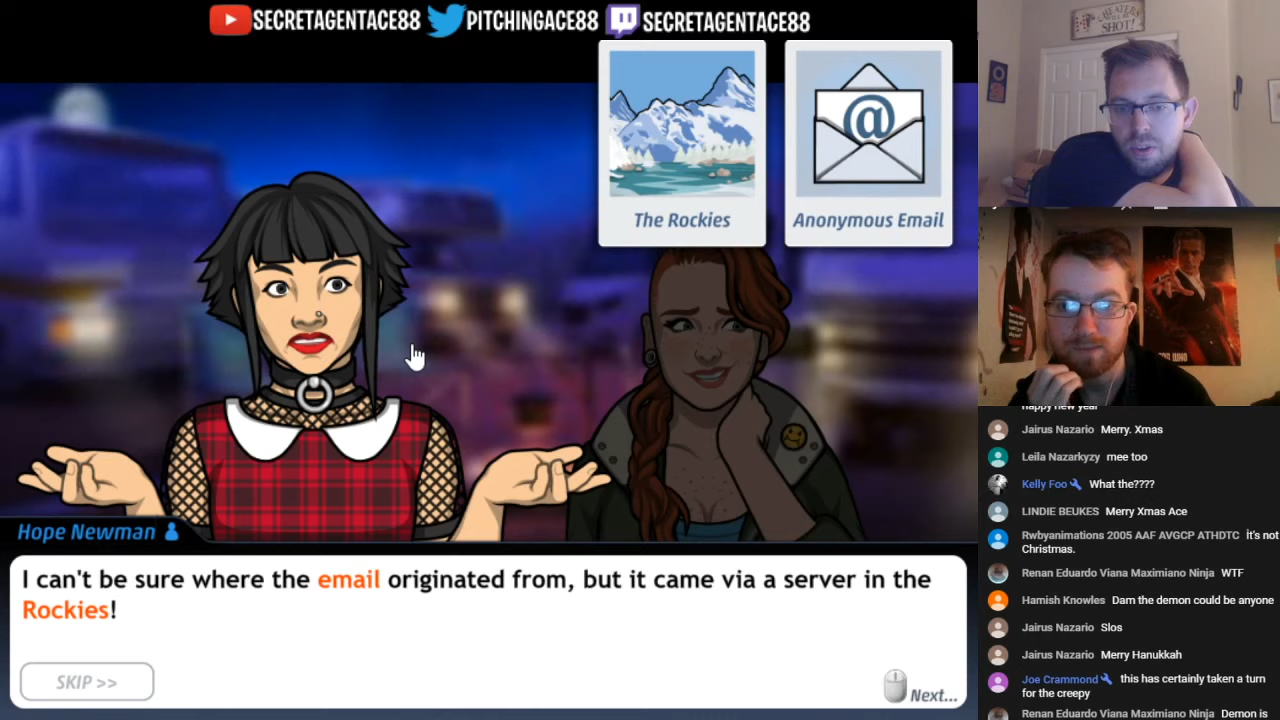 SECRETAGENTACE88 PITCHINGACE88 SECRETAGENTACE88
SHOT!
The Rockies
@
Anonymous Email
Hope Newman
I can't be sure where the email originated from, but it came via a server in the
Rockies!
SKIP >>
Next...
happy new year
Jairus Nazario Merry. Xmas
Leila Nazarkyzy mee too
Kelly Foo What the????
LINDIE BEUKES Merry Xmas Ace
Rwbyanimations 2005 AAF AVGCP ATHDTC it's not
Christmas.
Renan Eduardo Viana Maximiano Ninja WTF
Hamish Knowles Dam the demon could be anyone
Jairus Nazario Slos
Jairus Nazario Merry Hanukkah
Joe Crammond this has certainly taken a turn
for the creepy
Renan Eduardo Viana Maximiano Ninja Demon is